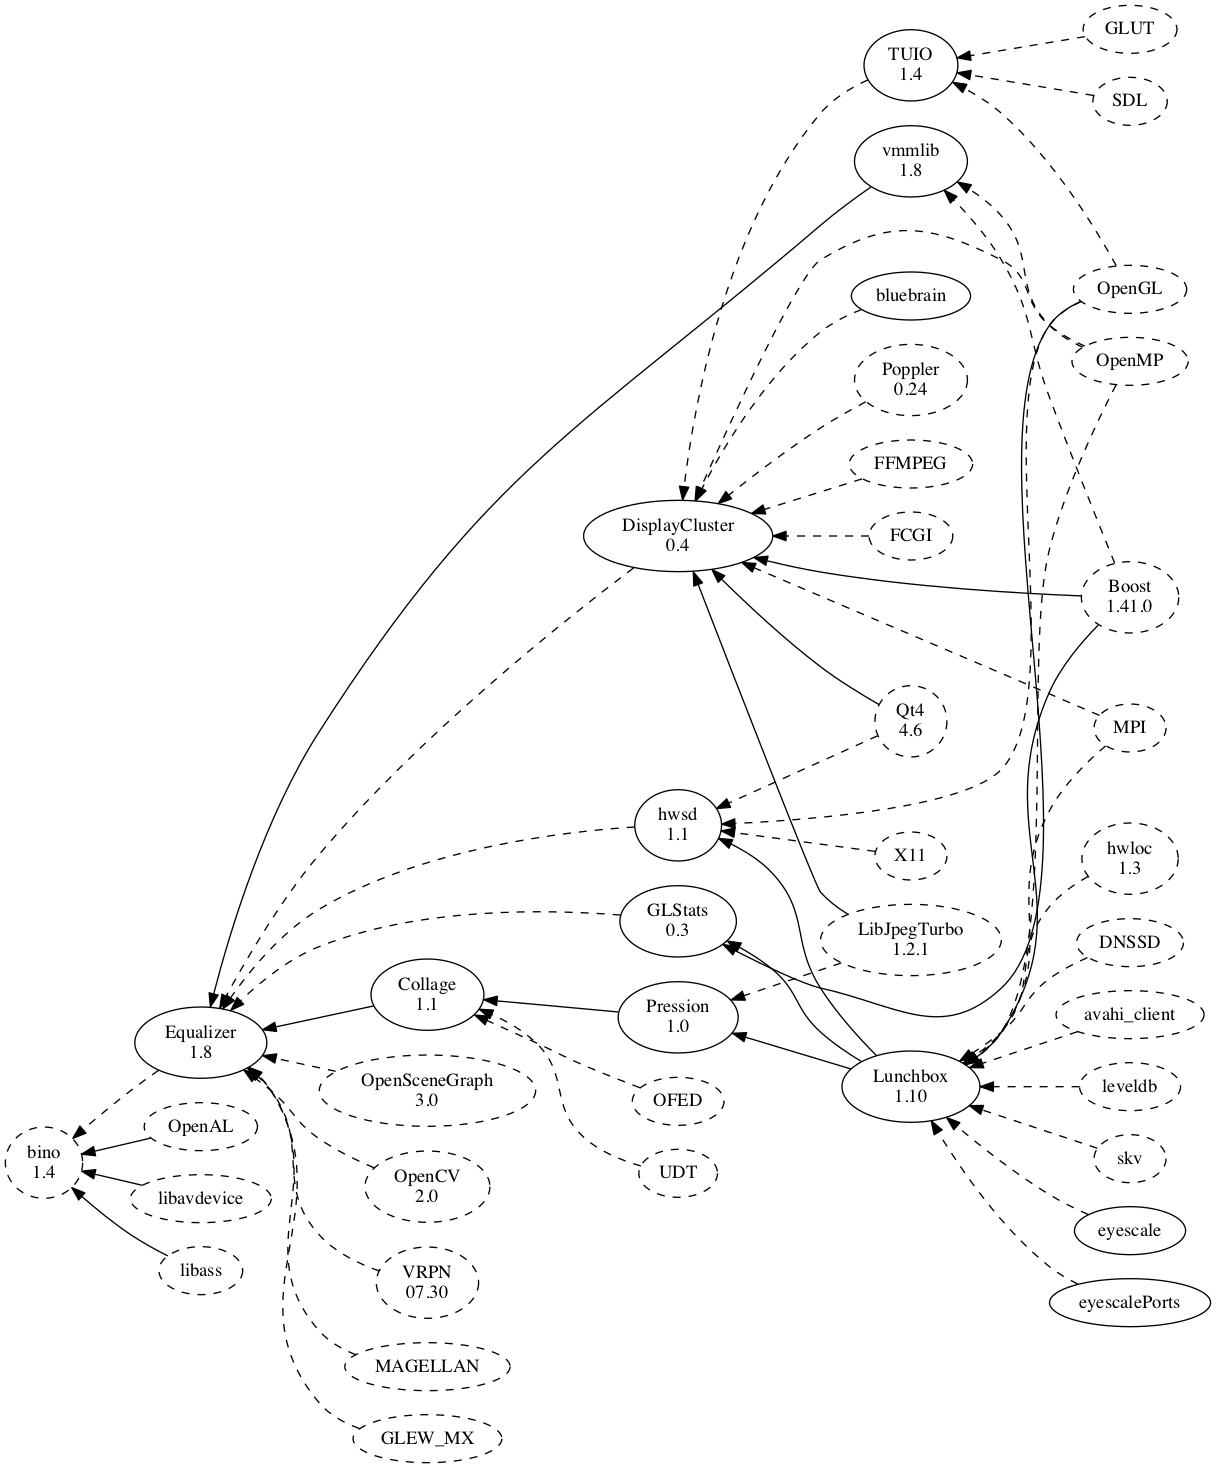 GLUT
TUIO
1.4
SDL
vmmlib
1.8
OpenGL
bluebrain
OpenMP
Poppler
0.24
FFMPEG
DisplayCluster
0.4
FCGI
Boost
1.41.0
Qt4
4.6
MPI
hwsd
1.1
X11
hwloc
1.3
GLStats
0.3
LibJpegTurbo
1.2.1
DNSSD
Collage
1.1
Pression
1.0
avahi_client
Equalizer
1.8
OpenSceneGraph
3.0
OFED
Lunchbox
1.10
leveldb
OpenAL
bino
1.4
OpenCV
2.0
UDT
skv
libavdevice
eyescale
libass
VRPN
07.30
eyescalePorts
MAGELLAN
GLEW_MX